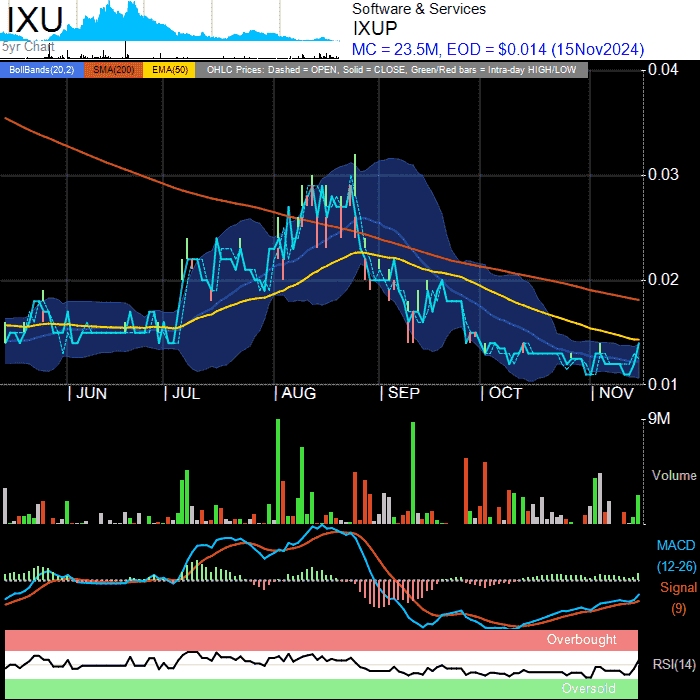 IXU
5yr Chart
Software & Services
IXUP
MC = 23.5M, EOD = $0.014 (15Nov2024)
BollBands(20,2) SMA(200) EMA(50) OHLC Prices: Dashed = OPEN, Solid = CLOSE, Green/Red bars = Intra-day HIGH/LOW
0.04
0.03
0.02
0.01
JUN JUL AUG SEP OCT NOV
9M
Volume
MACD
(12-26)
Signal
(9)
Overbought
RSI(14)
Oversold